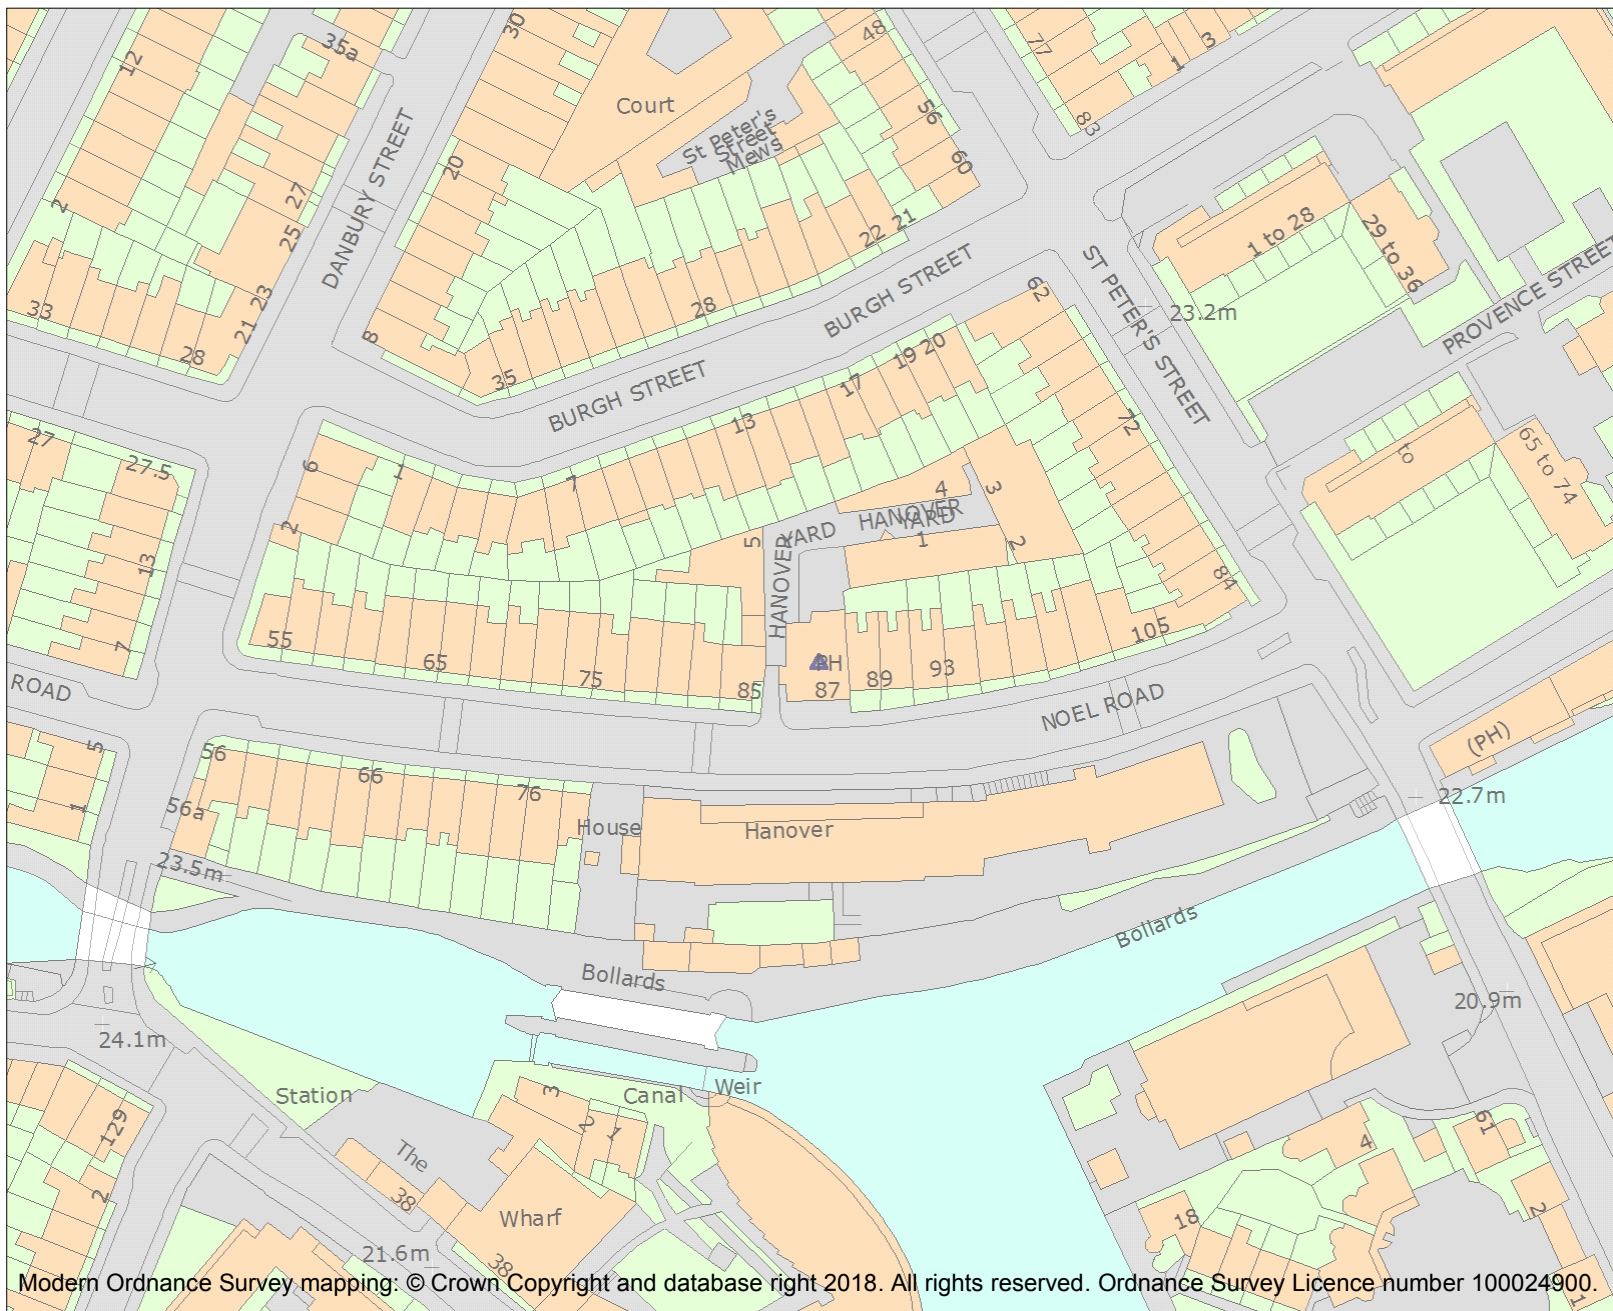 30
48
77
3
1
35a
12
Court
56
83
St Peter's
Street
Mews
60
20
27
2
25
DANBURY STREET
22 21
1 to 28
29 to 36
BURGH STREET
ST PETER'S STREET
62
23
33
21
28
8
28
23.2m
PROVENCE STREET
35
BURGH STREET
19 20
17
13
72
27
27.5
6
1
7
to
65 to 74
4
3
HANOVER
YARD
YARD
2
5
1
2
13
HANOVER
84
55
65
75
85
PH
87
89
93
105
7
ROAD
NOEL ROAD
5
56
66
76
(PH)
1
56a
House
Hanover
22.7m
23.5m
Bollards
Bollards
20.9m
24.1m
Station
3
Canal
Weir
2
1
129
The
61
4
2
38
Wharf
18
2
21.6m
38
1
Modern Ordnance Survey mapping: © Crown Copyright and database right 2018. All rights reserved. Ordnance Survey Licence number 100024900.